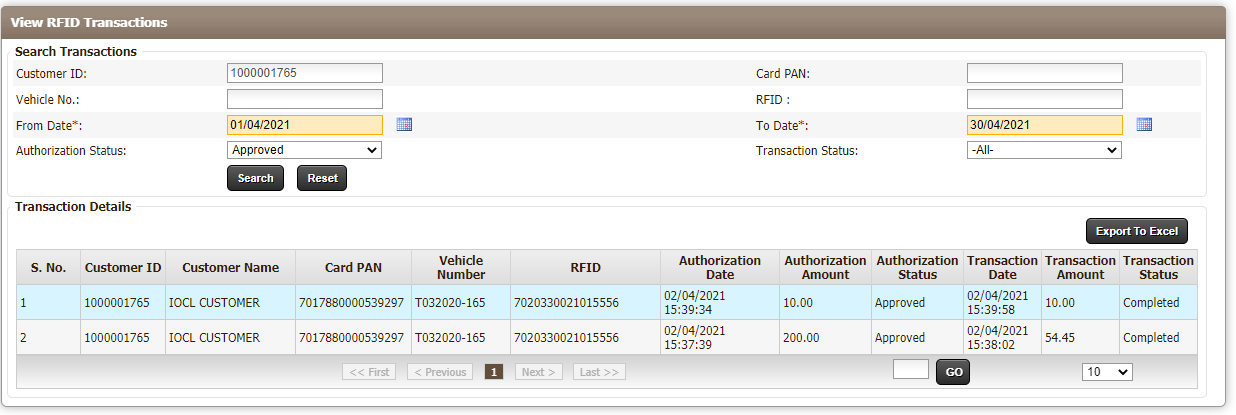 View RFID Transactions
Search Transactions
Customer ID: 1000001765 Card PAN:
Vehicle No.: RFID :
From Date*: 01/04/2021 To Date*: 30/04/2021
Authorization Status: Approved Transaction Status: -All-
Search Reset
Transaction Details
Export To Excel
S. No. Customer ID Customer Name Card PAN Vehicle Number RFID Authorization Date Authorization Amount Authorization Status Transaction Date Transaction Amount Transaction Status
1 1000001765 IOCL CUSTOMER 7017880000539297 T032020-165 7020330021015556 02/04/2021 15:39:34 10.00 Approved 02/04/2021 15:39:58 10.00 Completed
2 1000001765 IOCL CUSTOMER 7017880000539297 T032020-165 7020330021015556 02/04/2021 15:37:39 200.00 Approved 02/04/2021 15:38:02 54.45 Completed
<< First < Previous 1 Next > Last >> GO 10